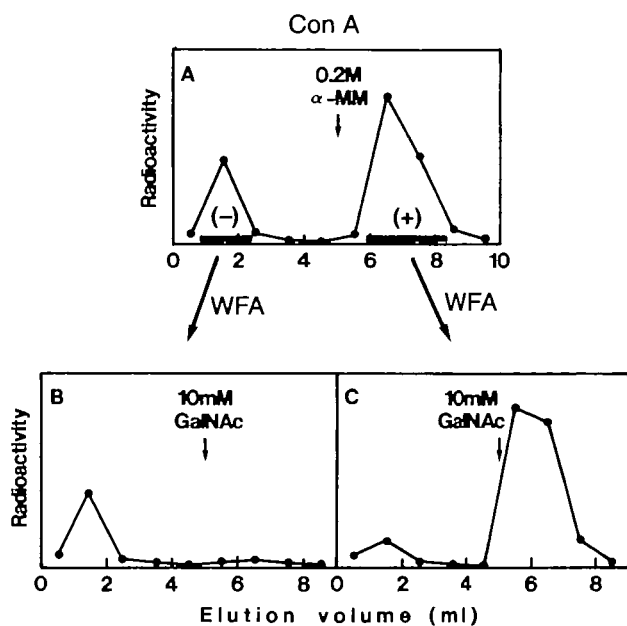 Con A
A
0.2M
α-MM
Radioactivity
(-)
(+)
0 2 4 6 8 10
WFA
WFA
B
10mM
GalNAc
C
10mM
GalNAc
Radioactivity
0 2 4 6 8 0 2 4 6 8
Elution volume (ml)